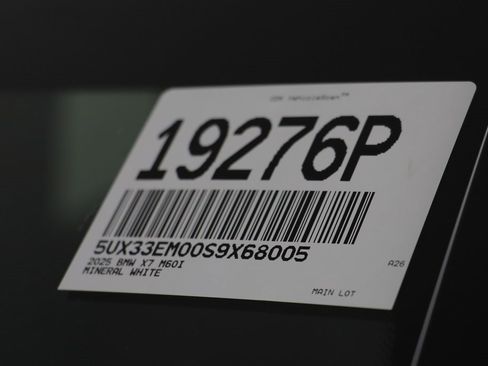 19276P
5UX33EM00S9X68005
2025 BMW X7 M60I
MINERAL WHITE
A26
MAIN LOT